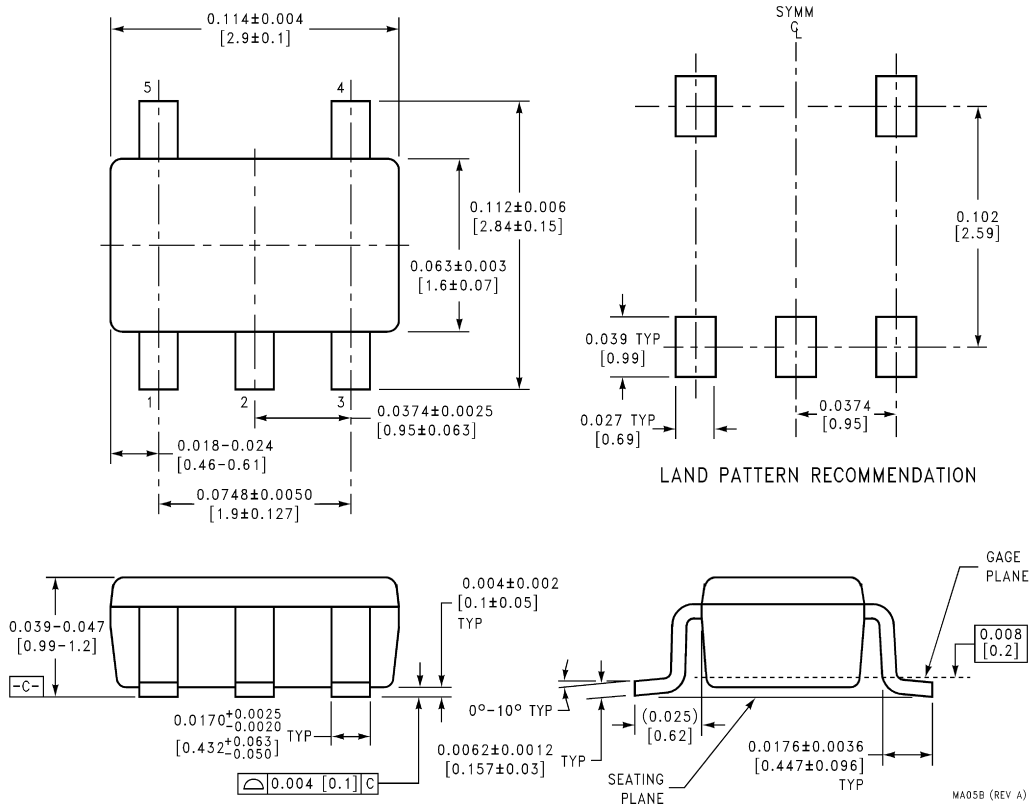 0.114±0.004
[2.9±0.1]
5
4
0.112±0.006
[2.84±0.15]
0.063±0.003
[1.6±0.07]
1
2
3
0.0374±0.0025
[0.95±0.063]
0.018-0.024
[0.46-0.61]
0.0748±0.0050
[1.9±0.127]
SYMM
℄
0.102
[2.59]
0.039 TYP
[0.99]
0.027 TYP
[0.69]
0.0374
[0.95]
LAND PATTERN RECOMMENDATION
0.039-0.047
[0.99-1.2]
-C-
0.004±0.002
[0.1±0.05]
TYP
0.0170+0.0025
-0.0020
[0.432+0.063
-0.050]
TYP
⌓ 0.004 [0.1] C
GAGE
PLANE
0.008
[0.2]
0°-10° TYP
(0.025)
[0.62]
0.0062±0.0012
[0.157±0.03]
TYP
SEATING
PLANE
0.0176±0.0036
[0.447±0.096]
TYP
MA05B (REV A)